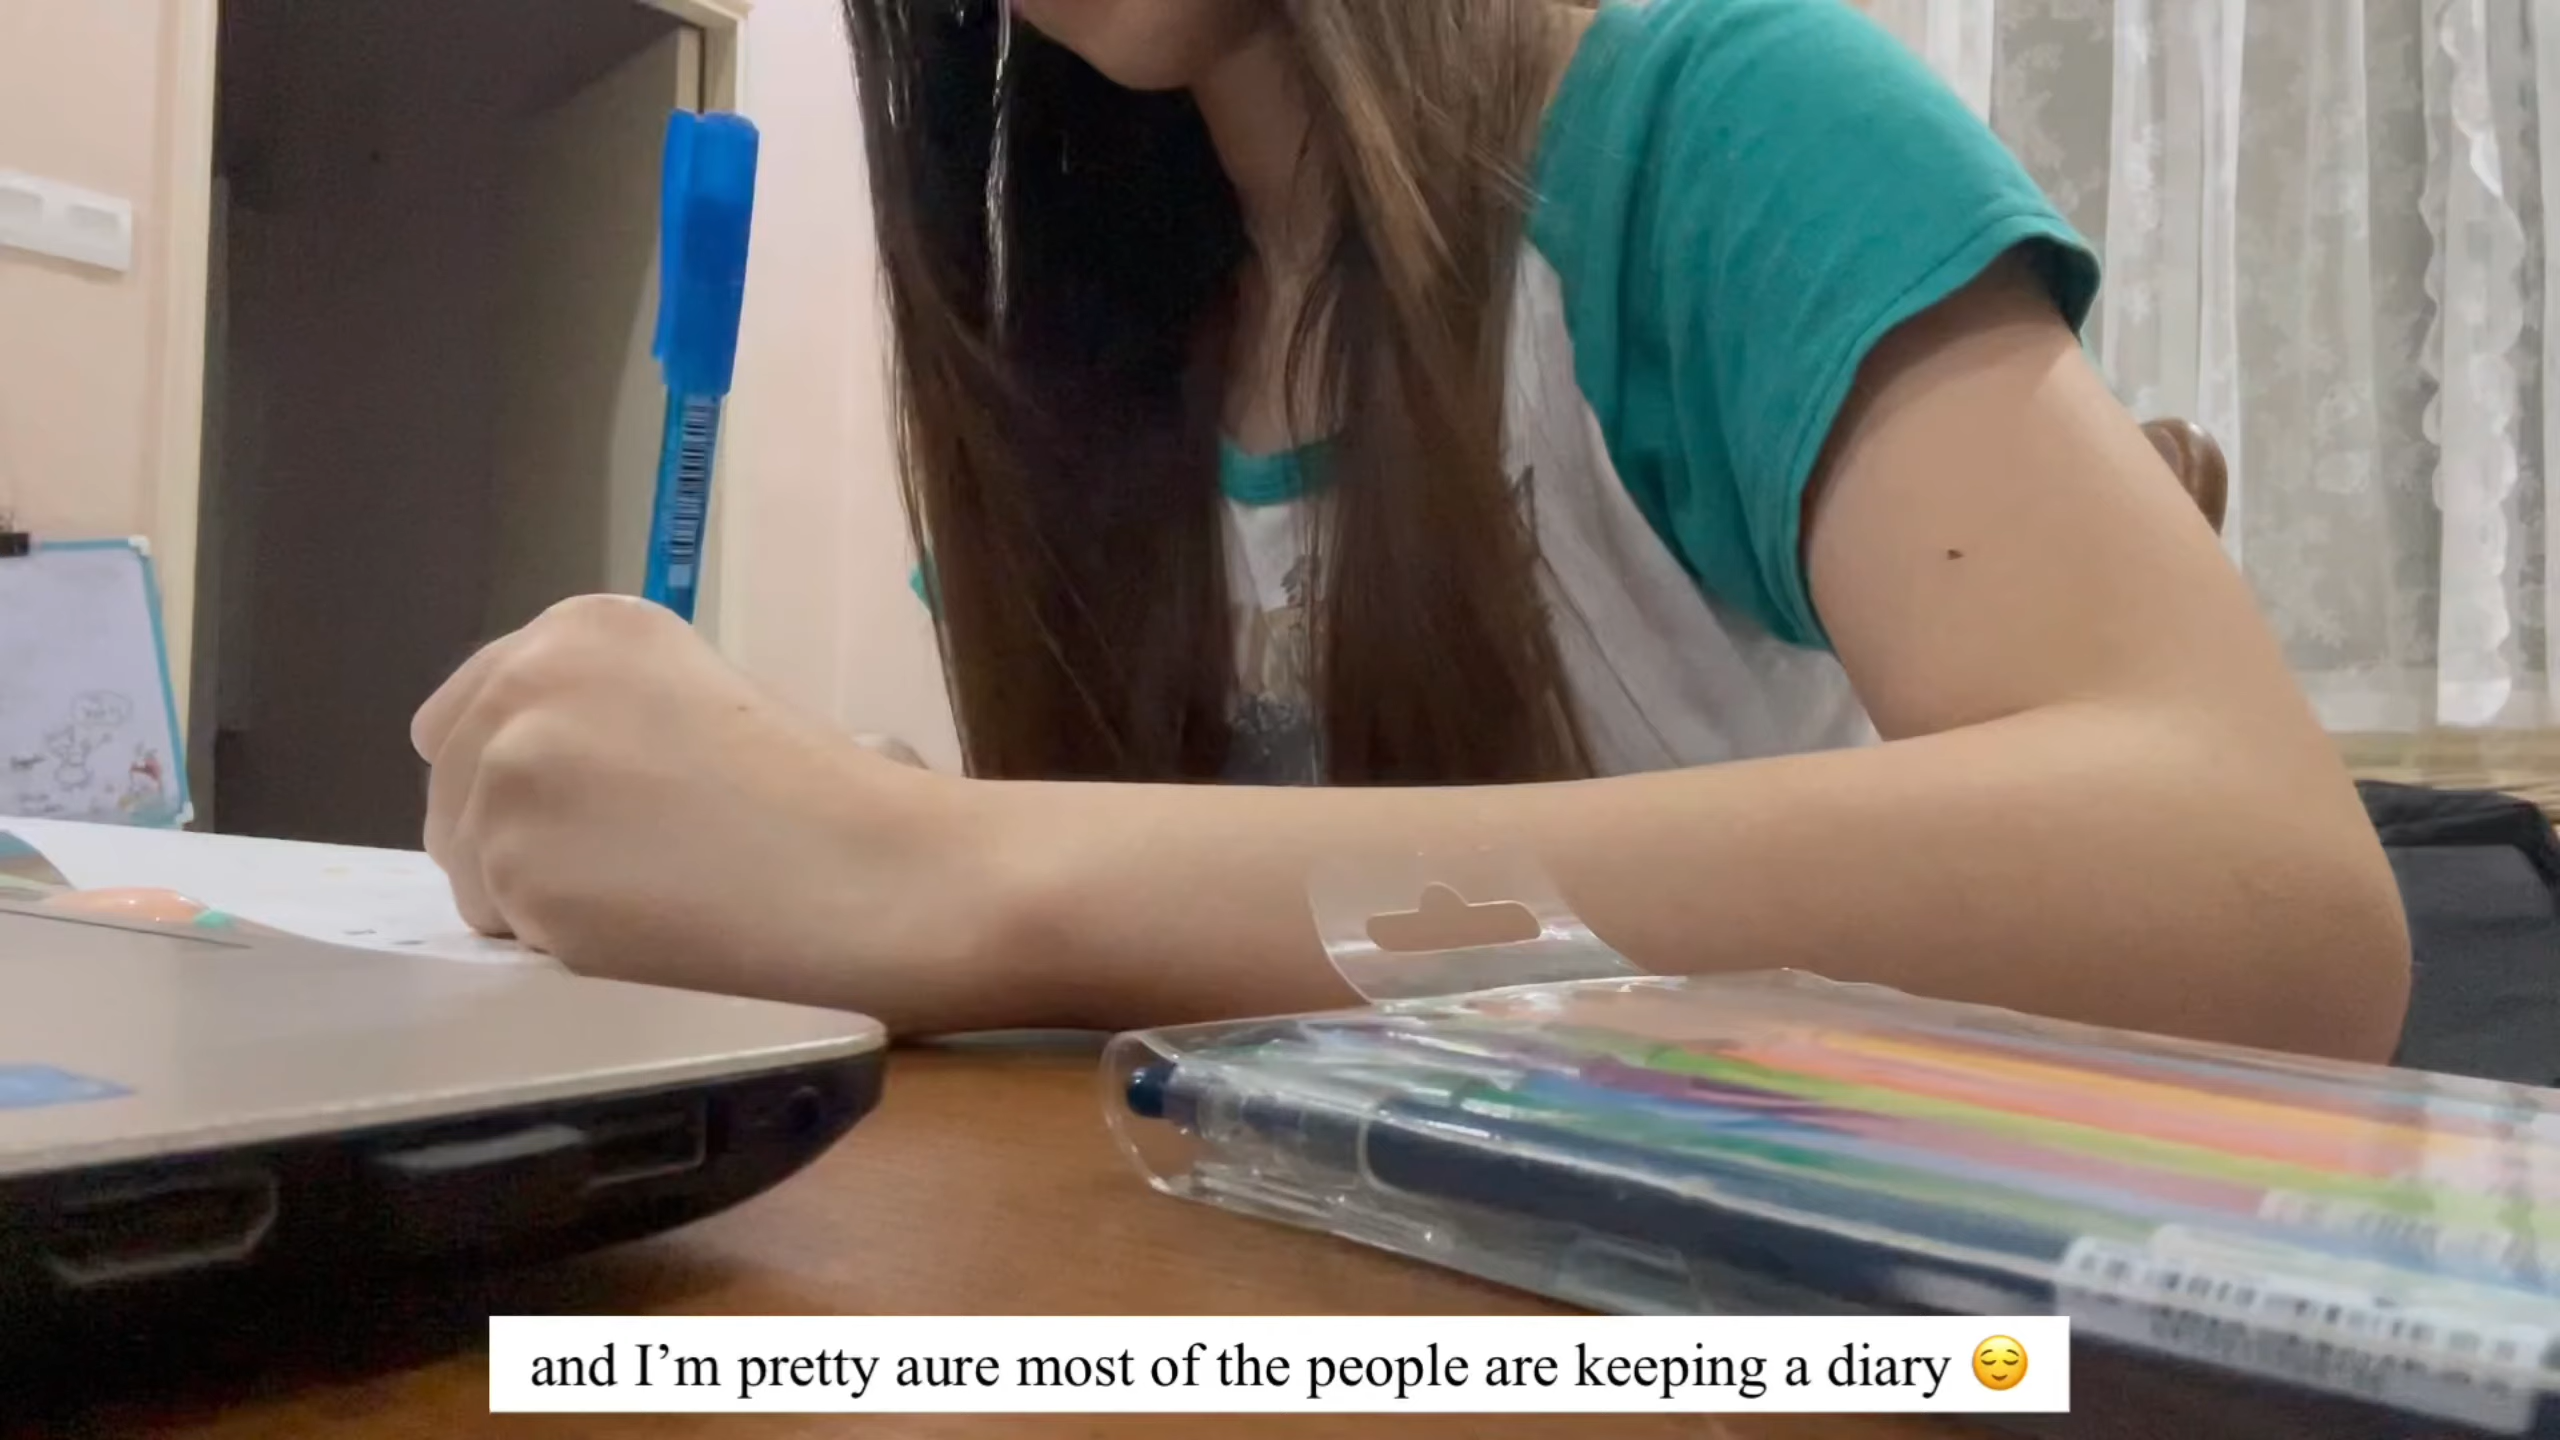 and I’m pretty aure most of the people are keeping a diary 😌